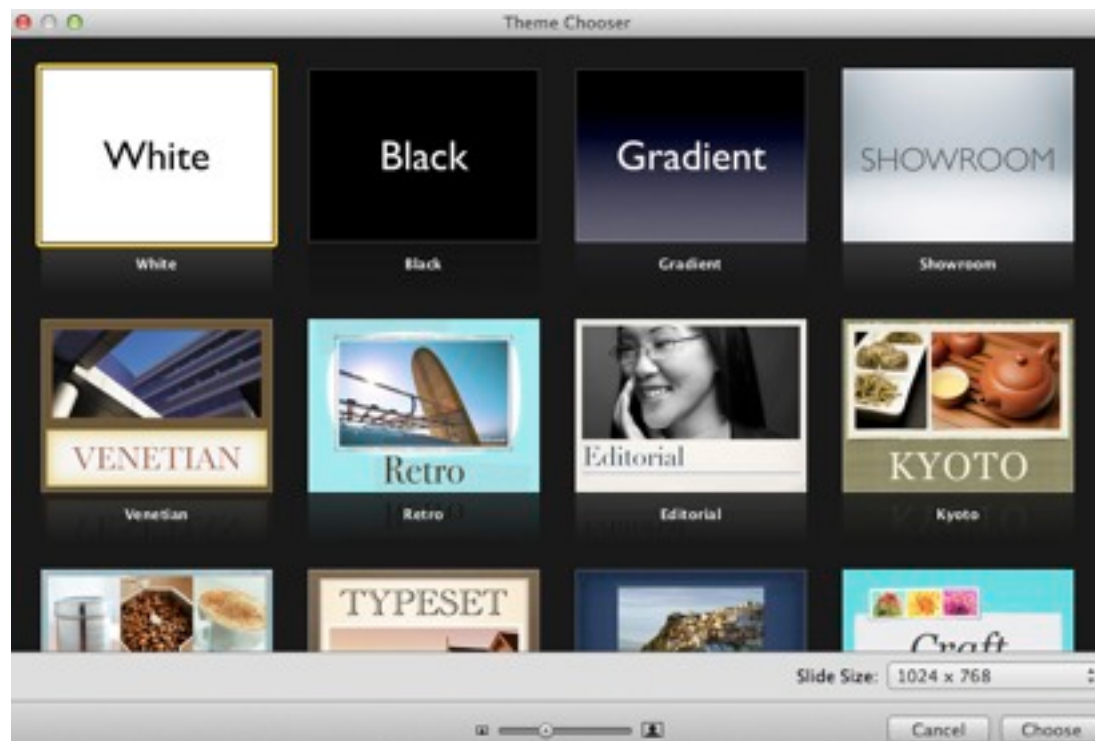 Theme Chooser
White
Black
Gradient
SHOWROOM
White
Black
Gradient
Showroom
VENETIAN
Retro
Editorial
KYOTO
Venetian
Retro
Editorial
Kyoto
TYPESET
Craft
Slide Size: 1024 x 768
Cancel
Choose